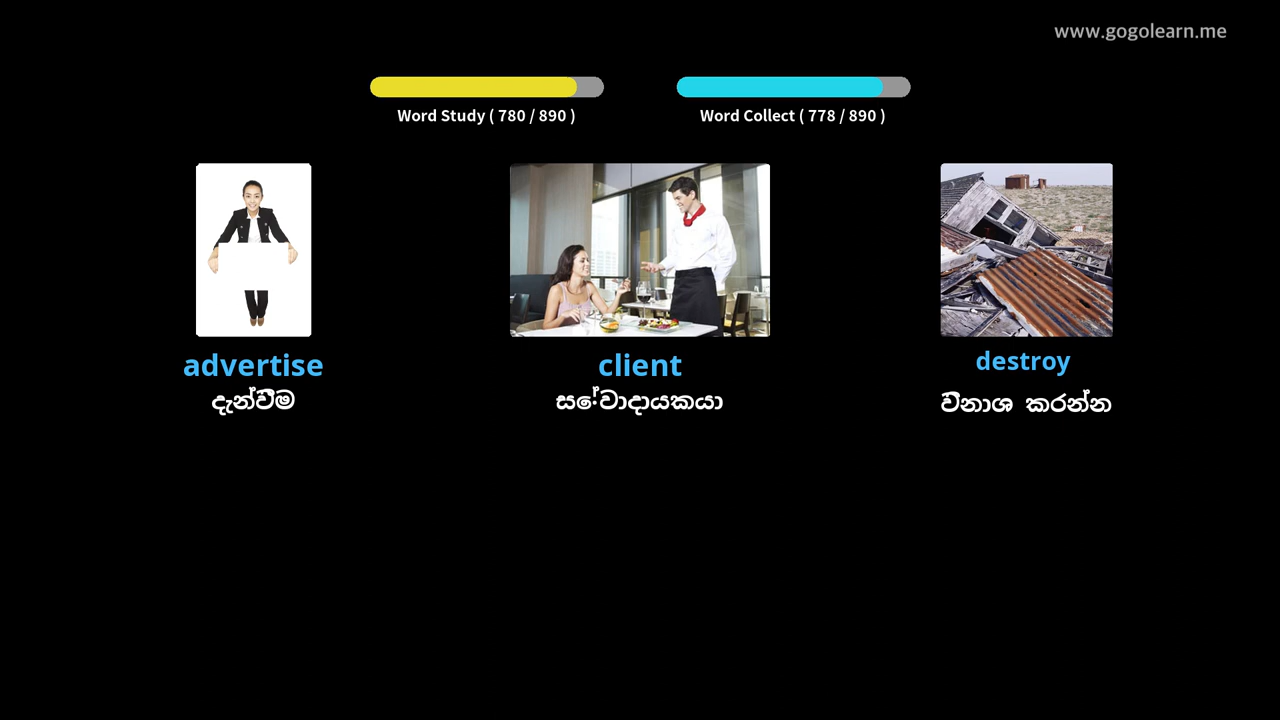 www.gogolearn.me
Word Study ( 780 / 890 )
Word Collect ( 778 / 890 )
advertise
දැන්වීම
client
සේවාදායකයා
destroy
විනාශ කරන්න